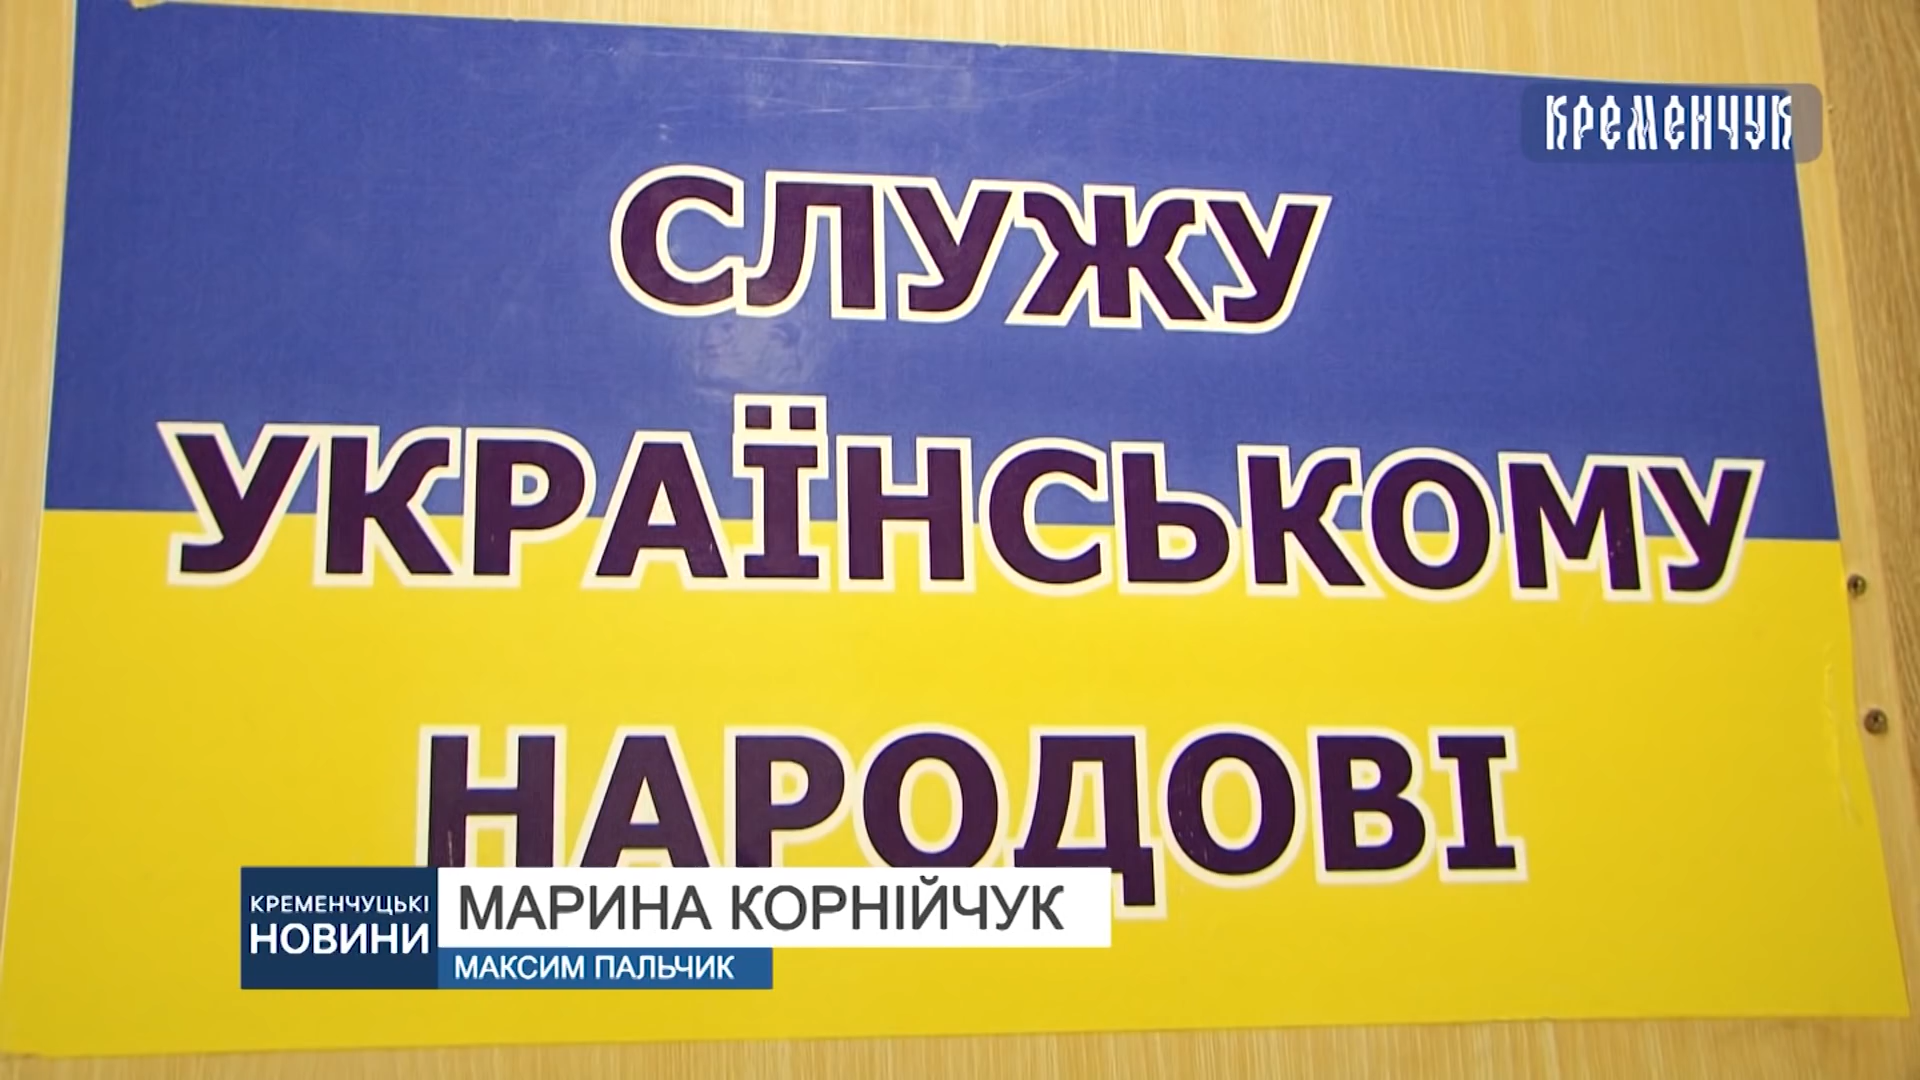 КРЕМЕНЧУК
СЛУЖУ
УКРАЇНСЬКОМУ
НАРОДОВІ
КРЕМЕНЧУЦЬКІ
НОВИНИ
МАРИНА КОРНІЙЧУК
МАКСИМ ПАЛЬЧИК